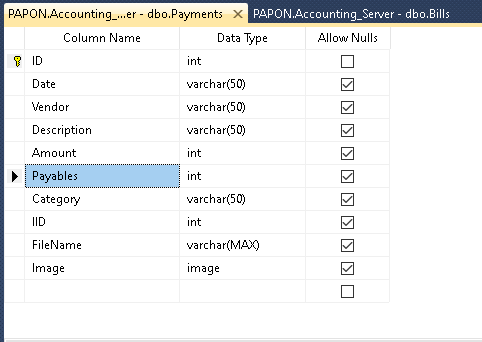 PAPON.Accounting_...er - dbo.Payments PAPON.Accounting_Server - dbo.Bills
Column Name Data Type Allow Nulls
ID int
Date varchar(50)
Vendor varchar(50)
Description varchar(50)
Amount int
Payables int
Category varchar(50)
IID int
FileName varchar(MAX)
Image image